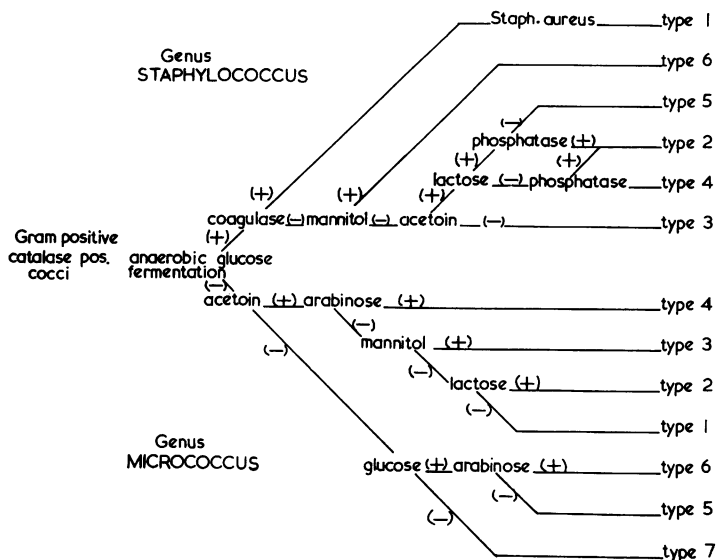 Staph. aureus type 1
Genus
STAPHYLOCOCCUS
type 6
type 5
(−)
phosphatase (+) type 2
(+) (+)
lactose (−) phosphatase type 4
(+) (+) (+)
coagulase (−) mannitol (−) acetoin (−) type 3
Gram positive
catalase pos.
cocci
(+)
anaerobic glucose
fermentation
(−)
acetoin (+) arabinose (+) type 4
(−)
(−)
mannitol (+) type 3
(−)
lactose (+) type 2
(−)
type 1
Genus
MICROCOCCUS
glucose (+) arabinose (+) type 6
(−)
(−)
type 5
type 7